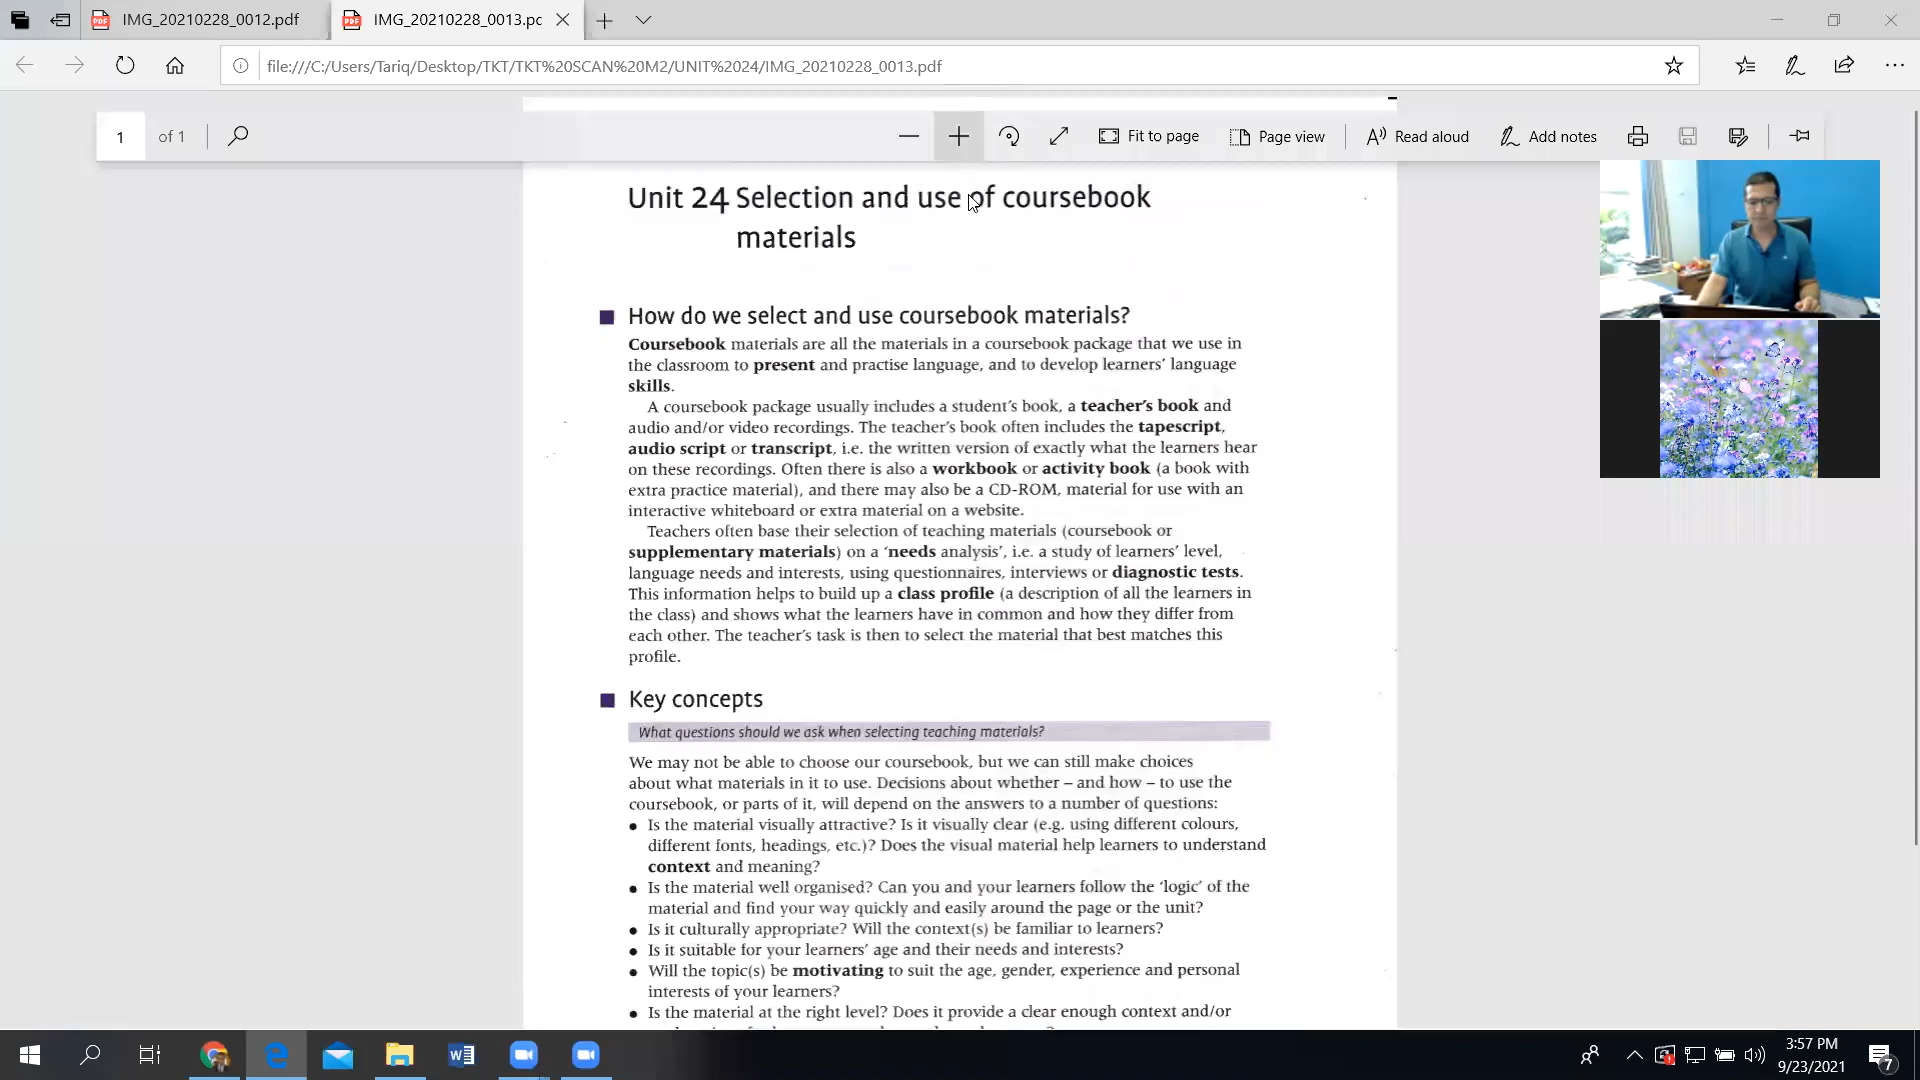 IMG_20210228_0012.pdf
IMG_20210228_0013.pc
file:///C:/Users/Tariq/Desktop/TKT/TKT%20SCAN%20M2/UNIT%2024/IMG_20210228_0013.pdf
1 of 1
Fit to page
Page view
Read aloud
Add notes
Unit 24 Selection and use of coursebook
materials
How do we select and use coursebook materials?
Coursebook materials are all the materials in a coursebook package that we use in
the classroom to present and practise language, and to develop learners' language
skills.
A coursebook package usually includes a student's book, a teacher's book and
audio and/or video recordings. The teacher's book often includes the tapescript,
audio script or transcript, i.e. the written version of exactly what the learners hear
on these recordings. Often there is also a workbook or activity book (a book with
extra practice material), and there may also be a CD-ROM, material for use with an
interactive whiteboard or extra material on a website.
Teachers often base their selection of teaching materials (coursebook or
supplementary materials) on a 'needs analysis', i.e. a study of learners' level,
language needs and interests, using questionnaires, interviews or diagnostic tests.
This information helps to build up a class profile (a description of all the learners in
the class) and shows what the learners have in common and how they differ from
each other. The teacher's task is then to select the material that best matches this
profile.
Key concepts
What questions should we ask when selecting teaching materials?
We may not be able to choose our coursebook, but we can still make choices
about what materials in it to use. Decisions about whether – and how – to use the
coursebook, or parts of it, will depend on the answers to a number of questions:
• Is the material visually attractive? Is it visually clear (e.g. using different colours,
different fonts, headings, etc.)? Does the visual material help learners to understand
context and meaning?
• Is the material well organised? Can you and your learners follow the 'logic' of the
material and find your way quickly and easily around the page or the unit?
• Is it culturally appropriate? Will the context(s) be familiar to learners?
• Is it suitable for your learners' age and their needs and interests?
• Will the topic(s) be motivating to suit the age, gender, experience and personal
interests of your learners?
• Is the material at the right level? Does it provide a clear enough context and/or
3:57 PM
9/23/2021
7